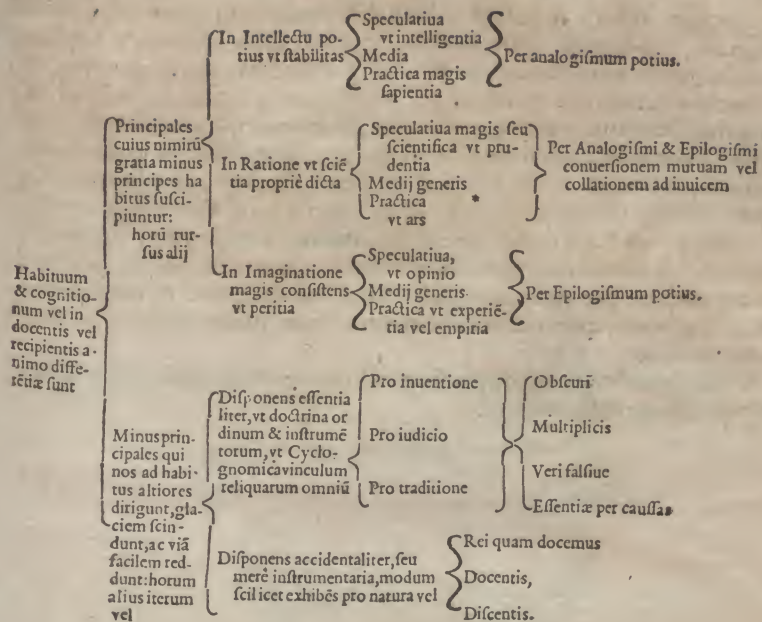 Habituum
& cognitio-
num vel in
docentis vel
recipientis a-
nimo diffe-
rētiæ sunt
Principales
cuius nimirū
gratia minus
principes ha
bitus susci-
piuntur:
horū rur-
sus alij
In Intellectu po-
tius vt stabilitas
Speculatiua
vt intelligentia
Media
Practica magis
sapientia
Per analogismum potius.
In Ratione vt sciē
tia propriè dicta
Speculatiua magis seu
scientifica vt pru-
dentia
Medij generis
Practica
vt ars
Per Analogismi & Epilogismi
conuersionem mutuam vel
collationem ad inuicem
In Imaginatione
magis consistens
vt peritia
Speculatiua,
vt opinio
Medij generis.
Practica vt experiē-
tia vel empiria
Per Epilogismum potius.
Minus prin-
cipales qui
nos ad habi-
tus altiores
dirigunt, gla-
ciem scin-
dunt, ac viā
facilem red-
dunt: horum
alius iterum
vel
Disponens essentia
liter, vt doctrina or
dinum & instrumē
torum, vt Cyclo-
gnomica vinculum
reliquarum omniū
Pro inuentione
Pro iudicio
Pro traditione
Obscuri
Multiplicis
Veri falsiue
Essentiæ per caussas
Disponens accidentaliter, seu
merè instrumentaria, modum
scilicet exhibēs pro natura vel
Rei quam docemus
Docentis,
Discentis.